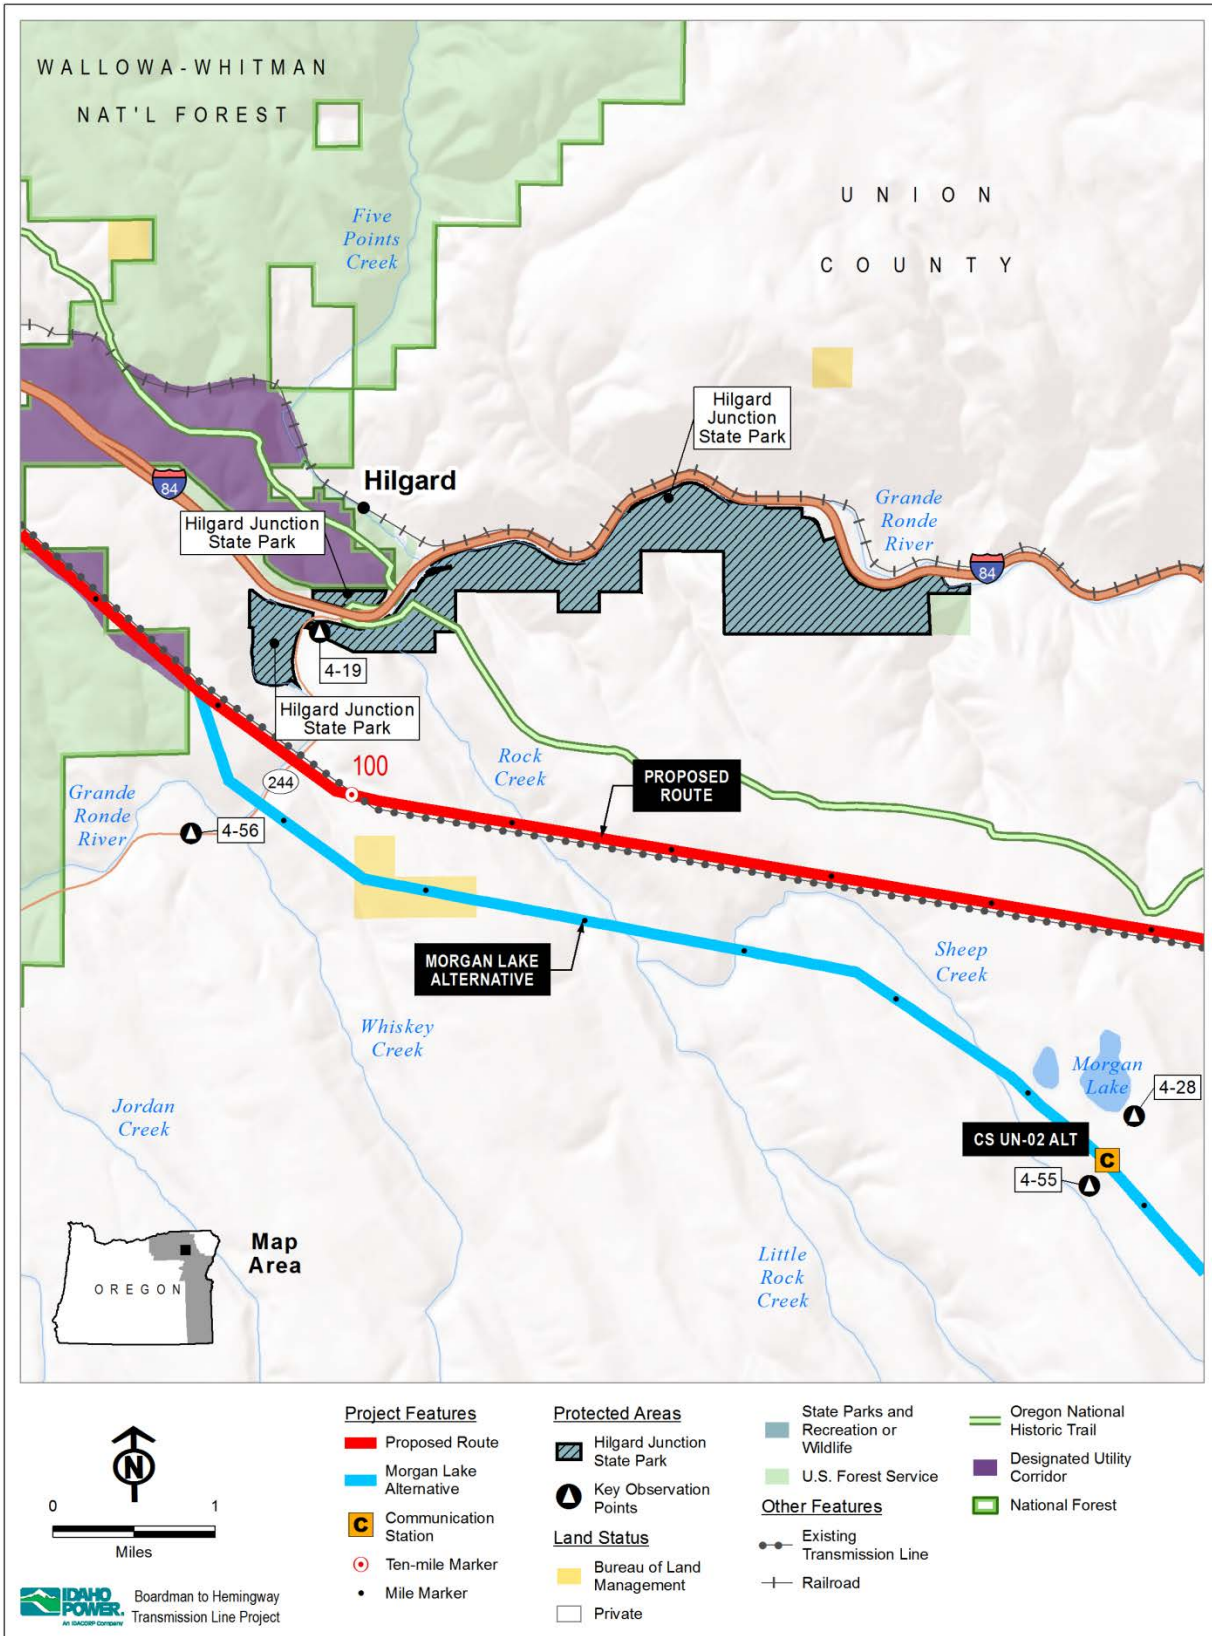 WALLOWA-WHITMAN
NAT'L FOREST
UNION
COUNTY
Five
Points
Creek
Hilgard
Junction
State Park
Hilgard
84
Hilgard Junction
State Park
Grande
Ronde
River
84
4-19
Hilgard Junction
State Park
100
244
Rock
Creek
PROPOSED
ROUTE
Grande
Ronde
River
4-56
MORGAN LAKE
ALTERNATIVE
Sheep
Creek
Whiskey
Creek
Morgan
Lake
4-28
Jordan
Creek
CS UN-02 ALT
C
4-55
Map
Area
OREGON
Little
Rock
Creek
N
0 1
Miles
IDAHO
POWER.
An IDACORP Company
Boardman to Hemingway
Transmission Line Project
Project Features
Proposed Route
Morgan Lake
Alternative
C
Communication
Station
Ten-mile Marker
Mile Marker
Protected Areas
Hilgard Junction
State Park
Key Observation
Points
Land Status
Bureau of Land
Management
Private
State Parks and
Recreation or
Wildlife
U.S. Forest Service
Other Features
Existing
Transmission Line
Railroad
Oregon National
Historic Trail
Designated Utility
Corridor
National Forest